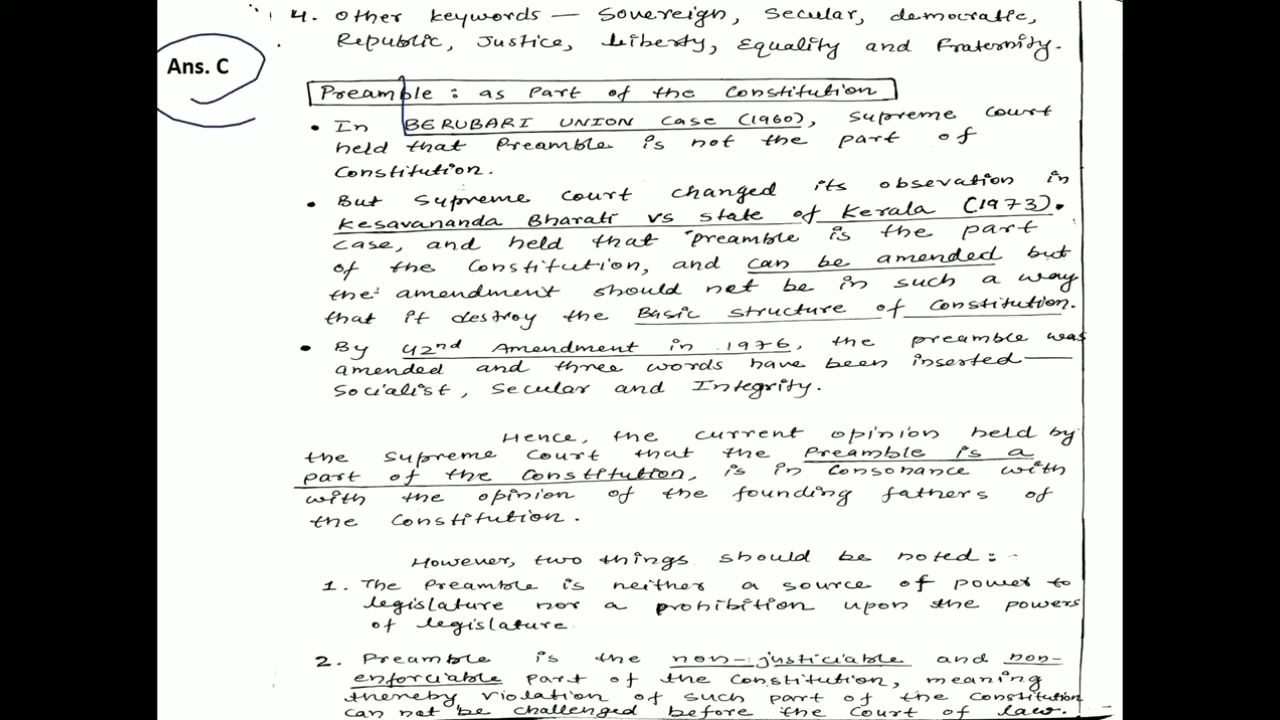 4. Other keywords — Sovereign, Secular, democratic,
Republic, Justice, Liberty, Equality and Fraternity.
Ans. C
Preamble : as Part of the Constitution
• In BERUBARI UNION Case (1960), Supreme Court
held that Preamble is not the part of
Constitution.
• But Supreme Court changed its obsevation in
Kesavananda Bharati vs State of Kerala (1973).
case, and held that "preamble is the part
of the Constitution, and can be amended but
the amendment should not be in such a way
that it destroy the Basic structure of Constitution.
• By 42nd Amendment in 1976, the preamble was
amended and three words have been inserted —
Socialist, Secular and Integrity.
Hence, the current opinion held by
the Supreme Court that the Preamble is a
part of the Constitution, is in consonance with
with the opinion of the founding fathers of
the Constitution.
However, two things should be noted: -
1. The Preamble is neither a source of power to
legislature nor a prohibition upon the powers
of legislature
2. Preamble is the non-justiciable and non-
enforciable part of the Constitution, meaning
thereby violation of such part of the Constitution
can not be challenged before the Court of law.